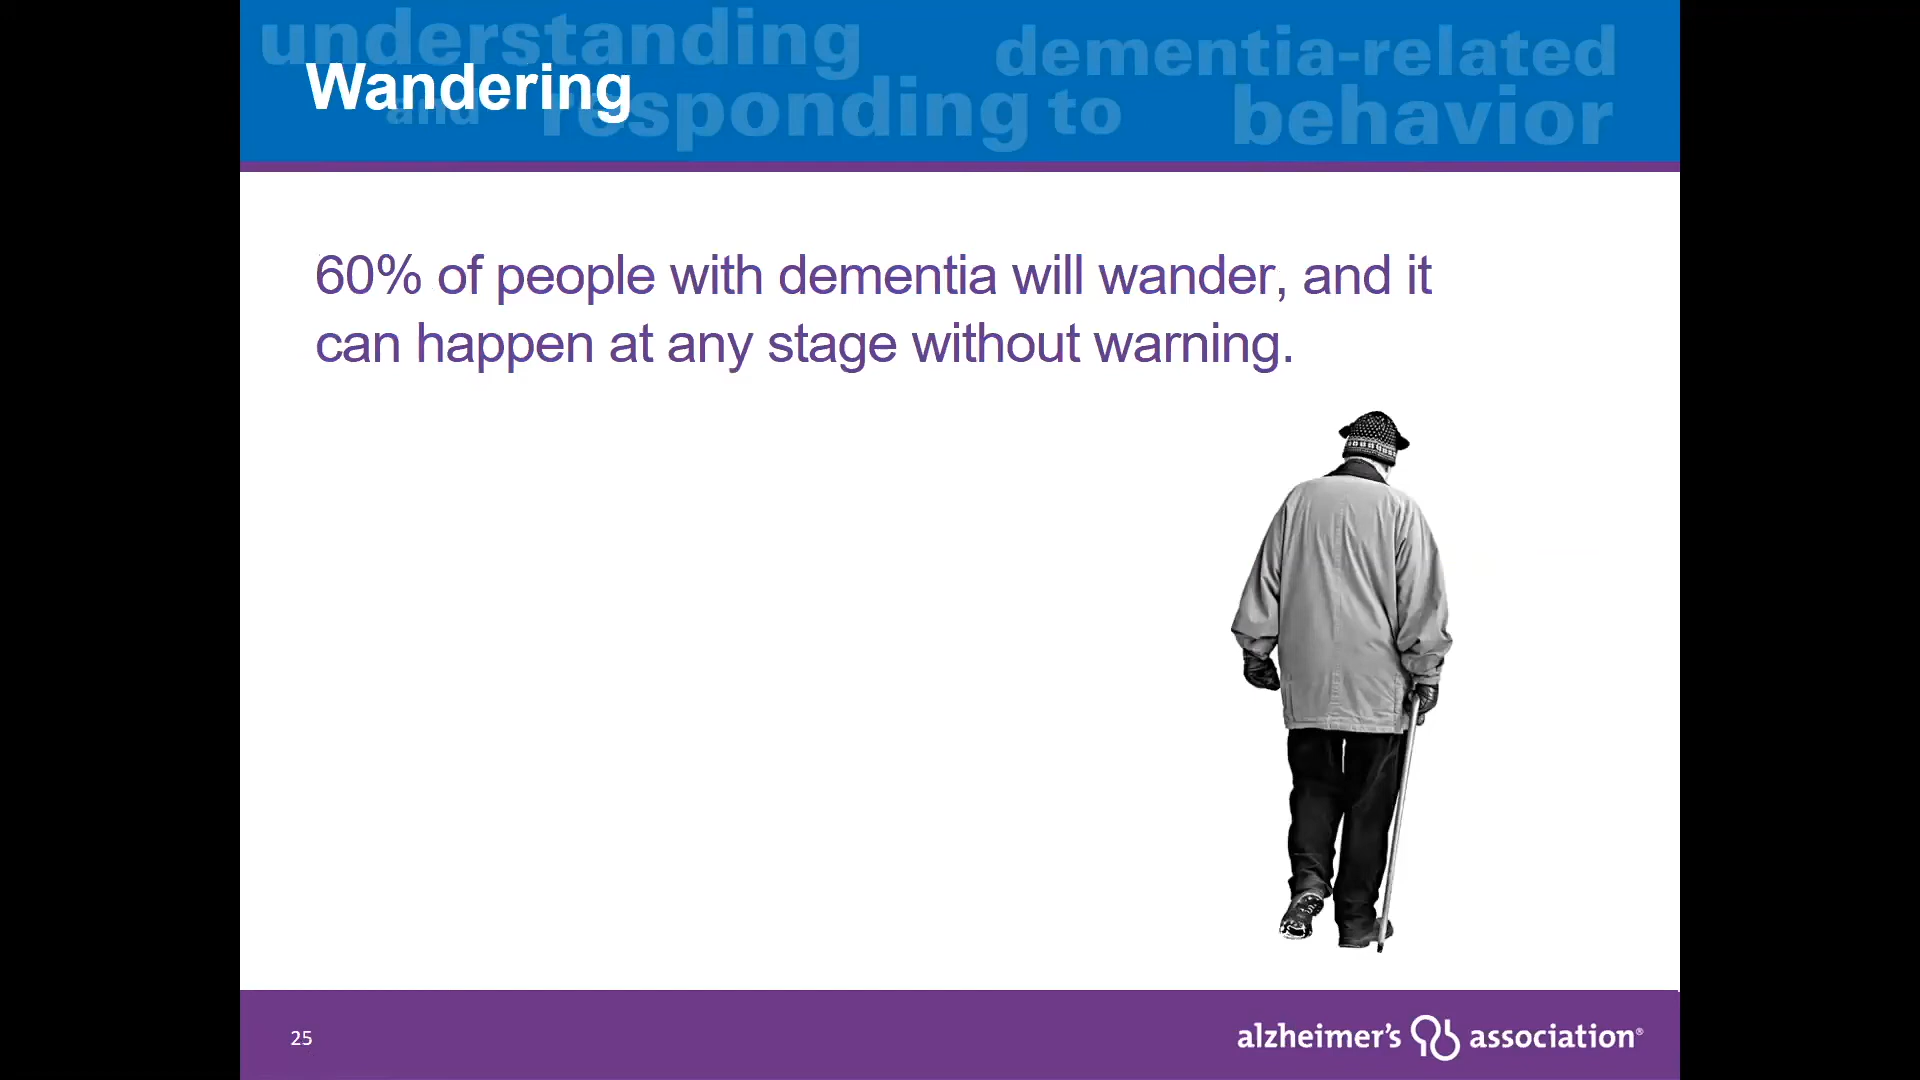 understanding
dementia-related
Wandering
and responding to
behavior
60% of people with dementia will wander, and it
can happen at any stage without warning.
25
alzheimer's association®